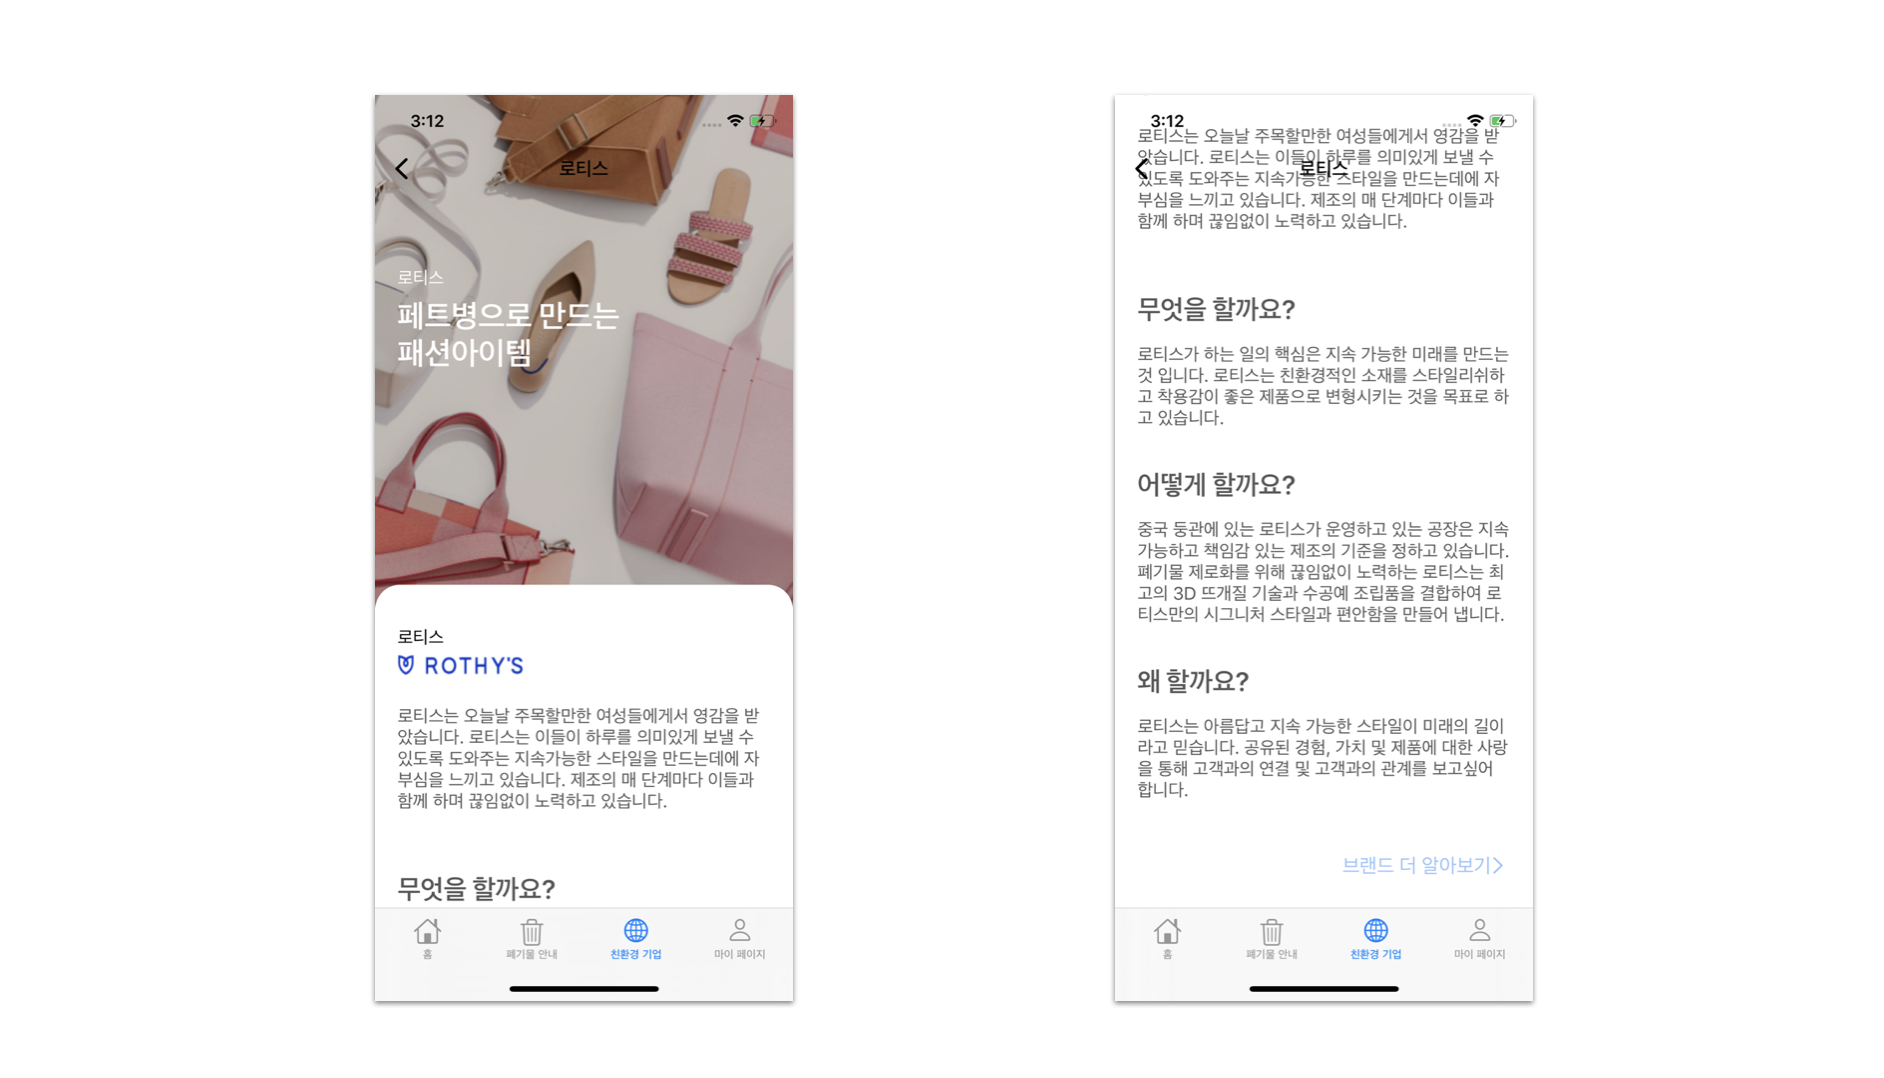 3:12
로티스
로티스
페트병으로 만드는
패션아이템
로티스
ROTHY'S
로티스는 오늘날 주목할만한 여성들에게서 영감을 받
았습니다. 로티스는 이들이 하루를 의미있게 보낼 수
있도록 도와주는 지속가능한 스타일을 만드는데에 자
부심을 느끼고 있습니다. 제조의 매 단계마다 이들과
함께 하며 끊임없이 노력하고 있습니다.
무엇을 할까요?
홈
폐기물 안내
친환경 기업
마이 페이지
3:12
로티스는 오늘날 주목할만한 여성들에게서 영감을 받
았습니다. 로티스는 이들이 하루를 의미있게 보낼 수
로티스
있도록 도와주는 지속가능한 스타일을 만드는데에 자
부심을 느끼고 있습니다. 제조의 매 단계마다 이들과
함께 하며 끊임없이 노력하고 있습니다.
무엇을 할까요?
로티스가 하는 일의 핵심은 지속 가능한 미래를 만드는
것 입니다. 로티스는 친환경적인 소재를 스타일리쉬하
고 착용감이 좋은 제품으로 변형시키는 것을 목표로 하
고 있습니다.
어떻게 할까요?
중국 둥관에 있는 로티스가 운영하고 있는 공장은 지속
가능하고 책임감 있는 제조의 기준을 정하고 있습니다.
폐기물 제로화를 위해 끊임없이 노력하는 로티스는 최
고의 3D 뜨개질 기술과 수공예 조립품을 결합하여 로
티스만의 시그니처 스타일과 편안함을 만들어 냅니다.
왜 할까요?
로티스는 아름답고 지속 가능한 스타일이 미래의 길이
라고 믿습니다. 공유된 경험, 가치 및 제품에 대한 사랑
을 통해 고객과의 연결 및 고객과의 관계를 보고싶어
합니다.
브랜드 더 알아보기>
홈
폐기물 안내
친환경 기업
마이 페이지